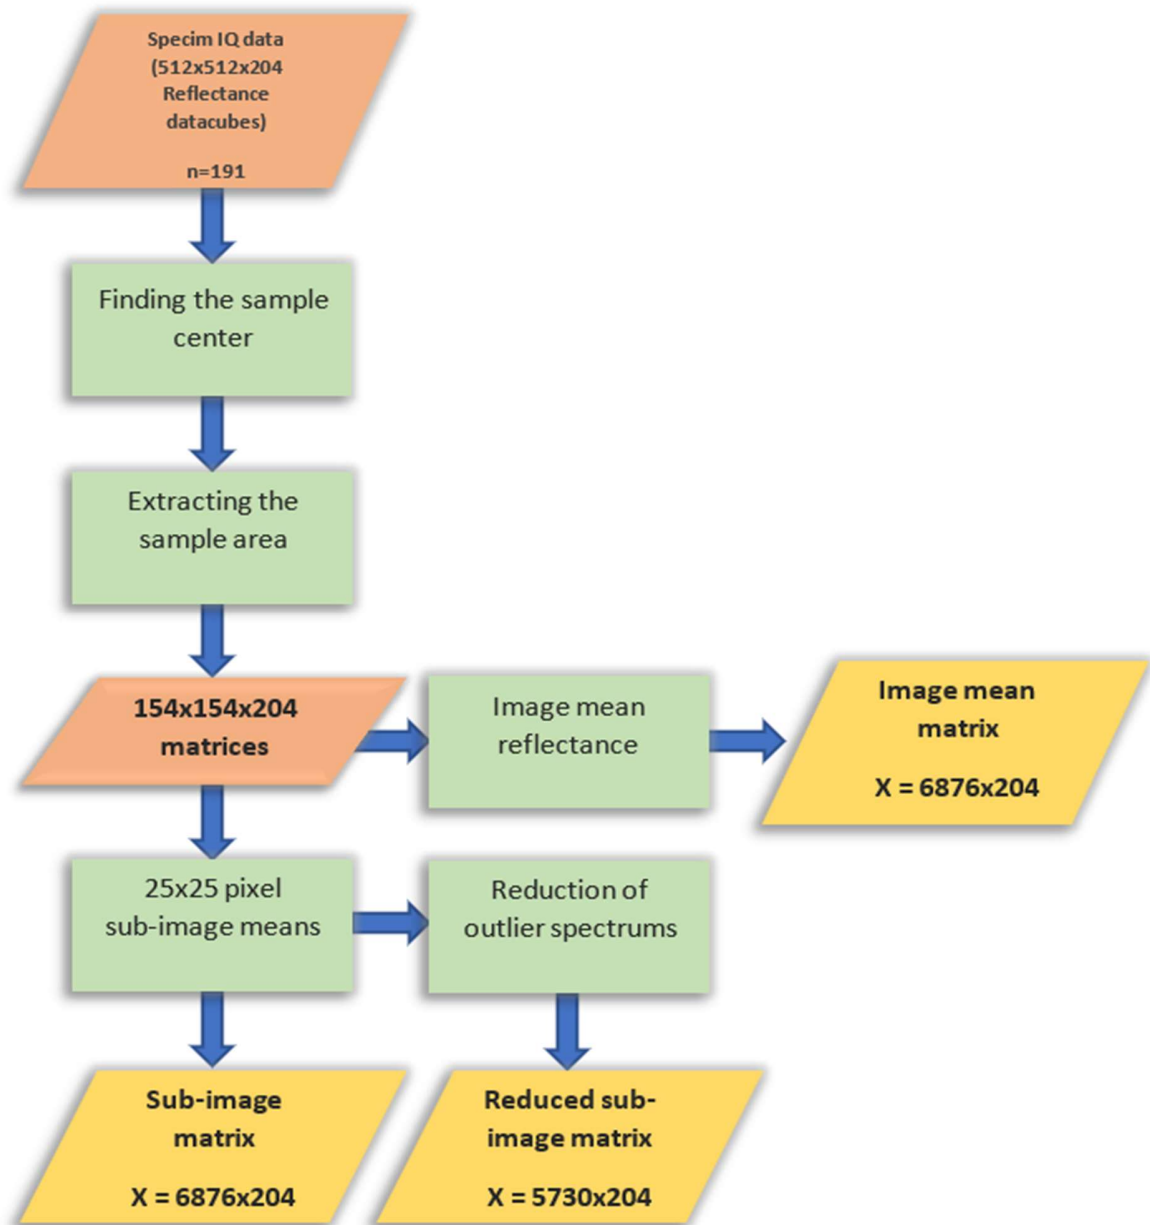 Specim IQ data
(512x512x204
Reflectance
datacubes)
n=191
Finding the sample
center
Extracting the
sample area
154x154x204
matrices
Image mean
reflectance
Image mean
matrix
X = 6876x204
25x25 pixel
sub-image means
Reduction of
outlier spectrums
Sub-image
matrix
X = 6876x204
Reduced sub-
image matrix
X = 5730x204